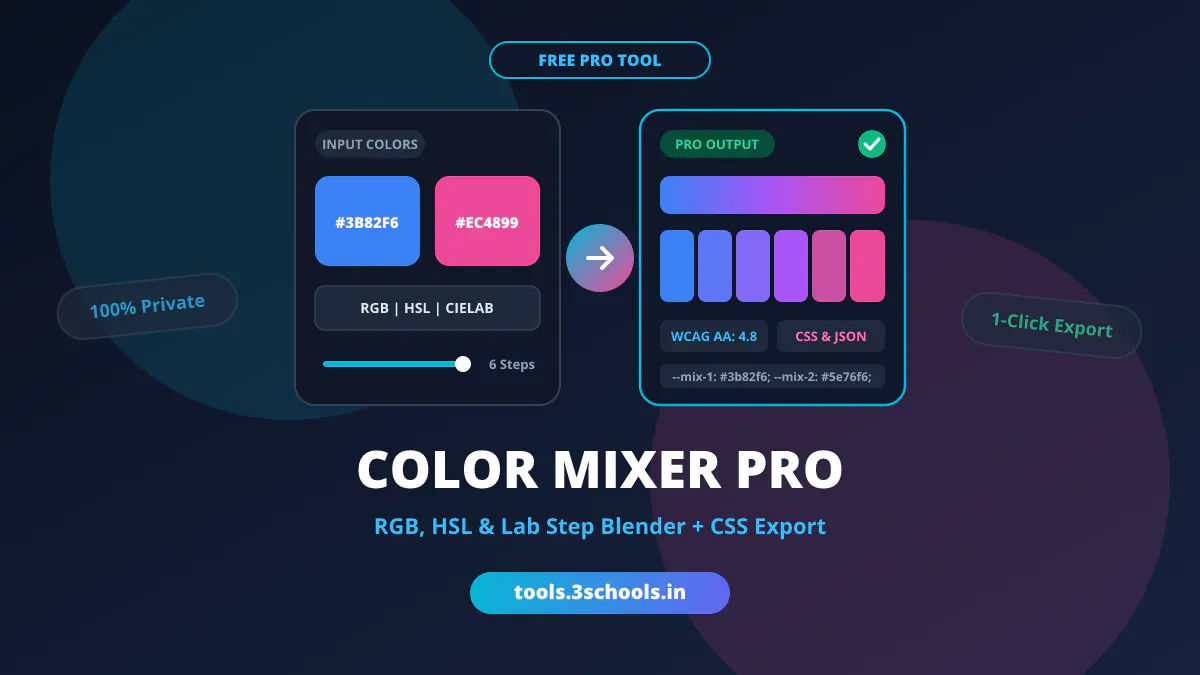 FREE PRO TOOL
INPUT COLORS
#3B82F6
#EC4899
RGB | HSL | CIELAB
6 Steps
PRO OUTPUT
WCAG AA: 4.8
CSS & JSON
--mix-1: #3b82f6; --mix-2: #5e76f6;
100% Private
1-Click Export
COLOR MIXER PRO
RGB, HSL & Lab Step Blender + CSS Export
tools.3schools.in